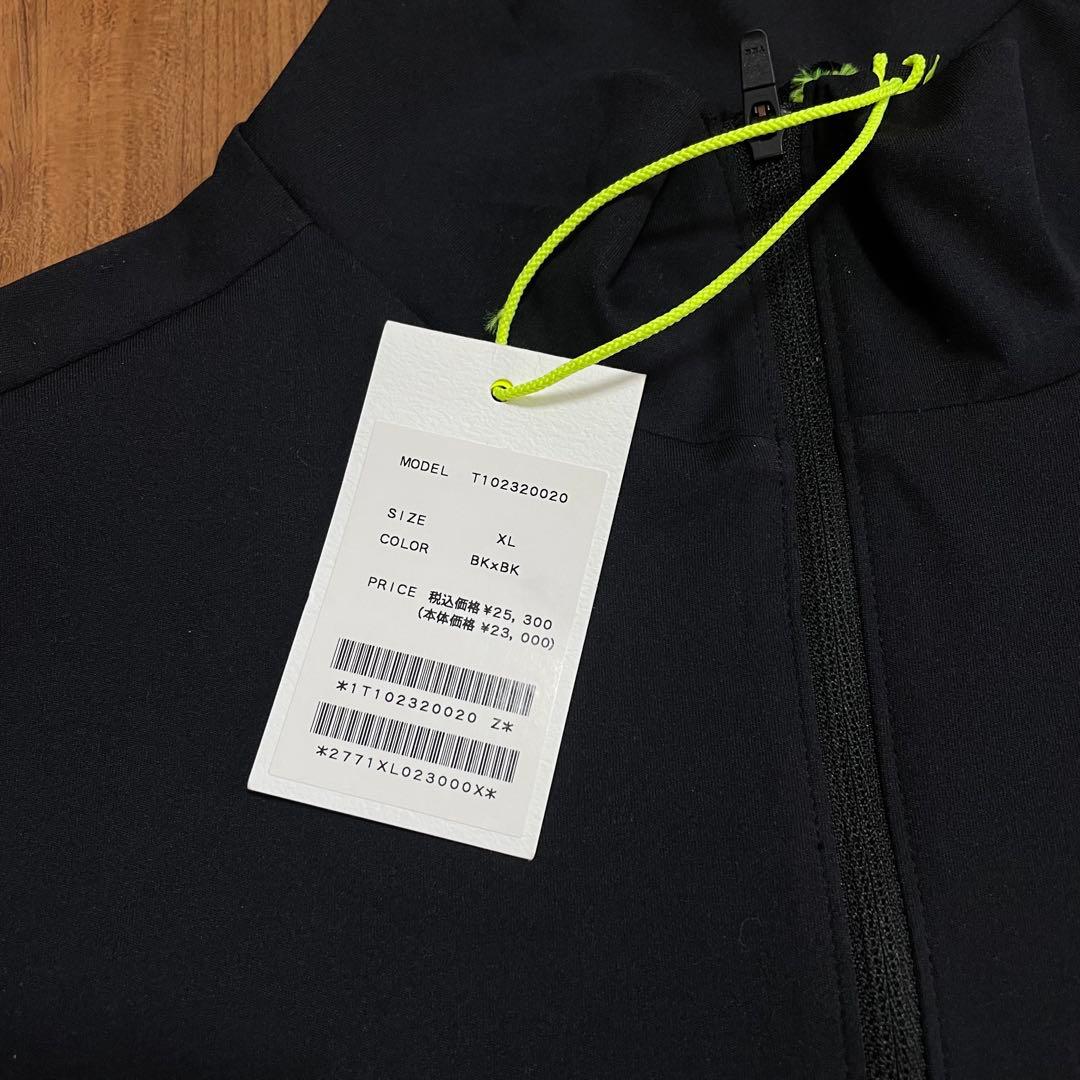 MODEL T102320020
SIZE XL
COLOR BKxBK
PRICE 税込価格 ¥25,300
(本体価格 ¥23,000)
*1T102320020 Z*
*2771XL023000X*